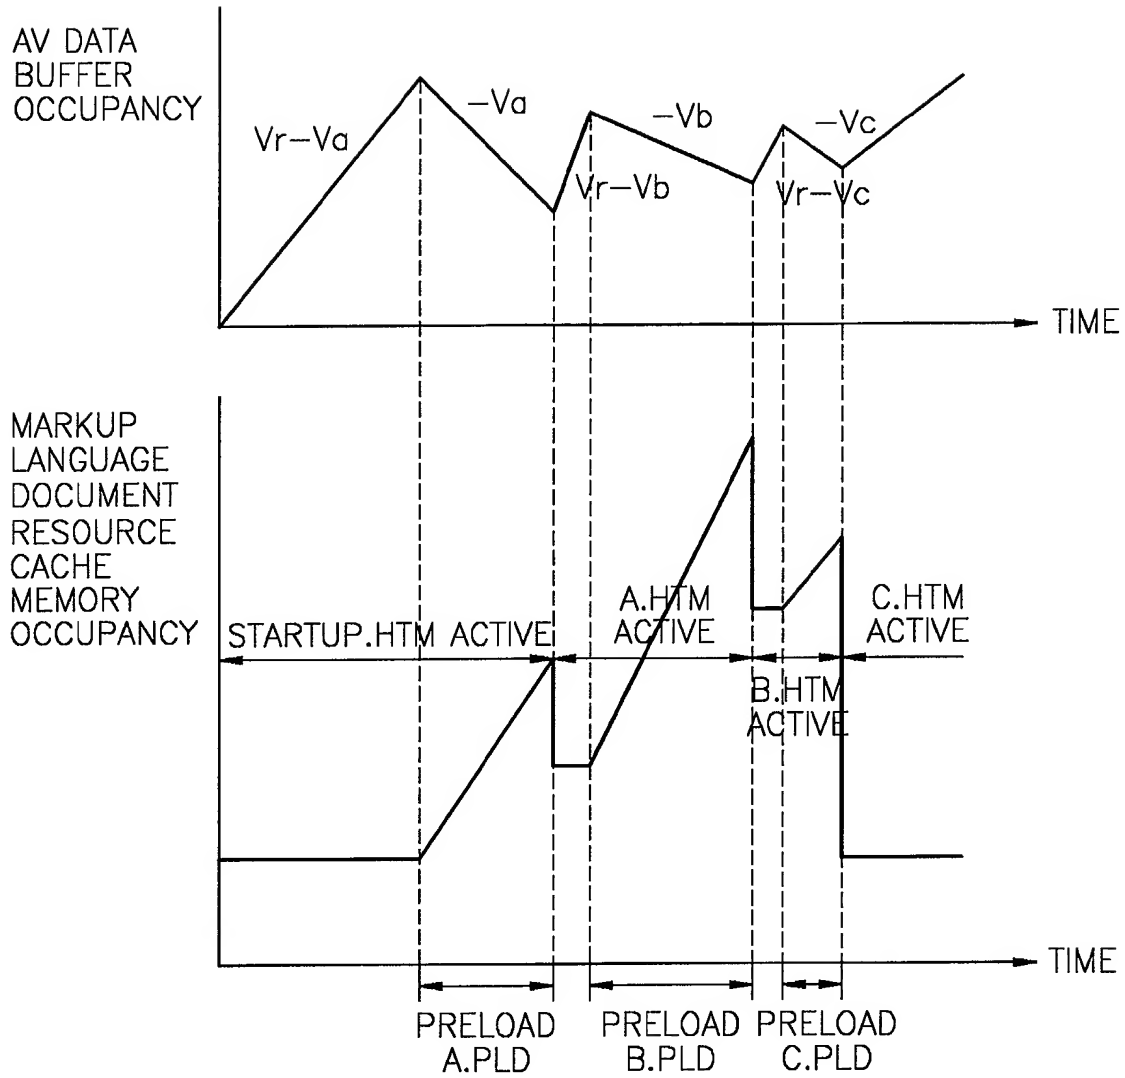 AV DATA
BUFFER
OCCUPANCY
Vr-Va
-Va
Vr-Vb
-Vb
Vr-Vc
-Vc
TIME
MARKUP
LANGUAGE
DOCUMENT
RESOURCE
CACHE
MEMORY
OCCUPANCY
STARTUP.HTM ACTIVE
A.HTM
ACTIVE
B.HTM
ACTIVE
C.HTM
ACTIVE
TIME
PRELOAD
A.PLD
PRELOAD
B.PLD
PRELOAD
C.PLD